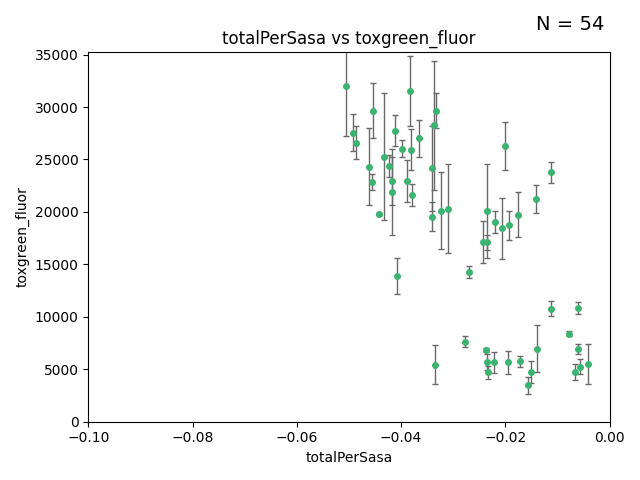 N = 54
totalPerSasa vs toxgreen_fluor
35000
30000
25000
20000
15000
10000
5000
0
toxgreen_fluor
−0.10 −0.08 −0.06 −0.04 −0.02 0.00
totalPerSasa